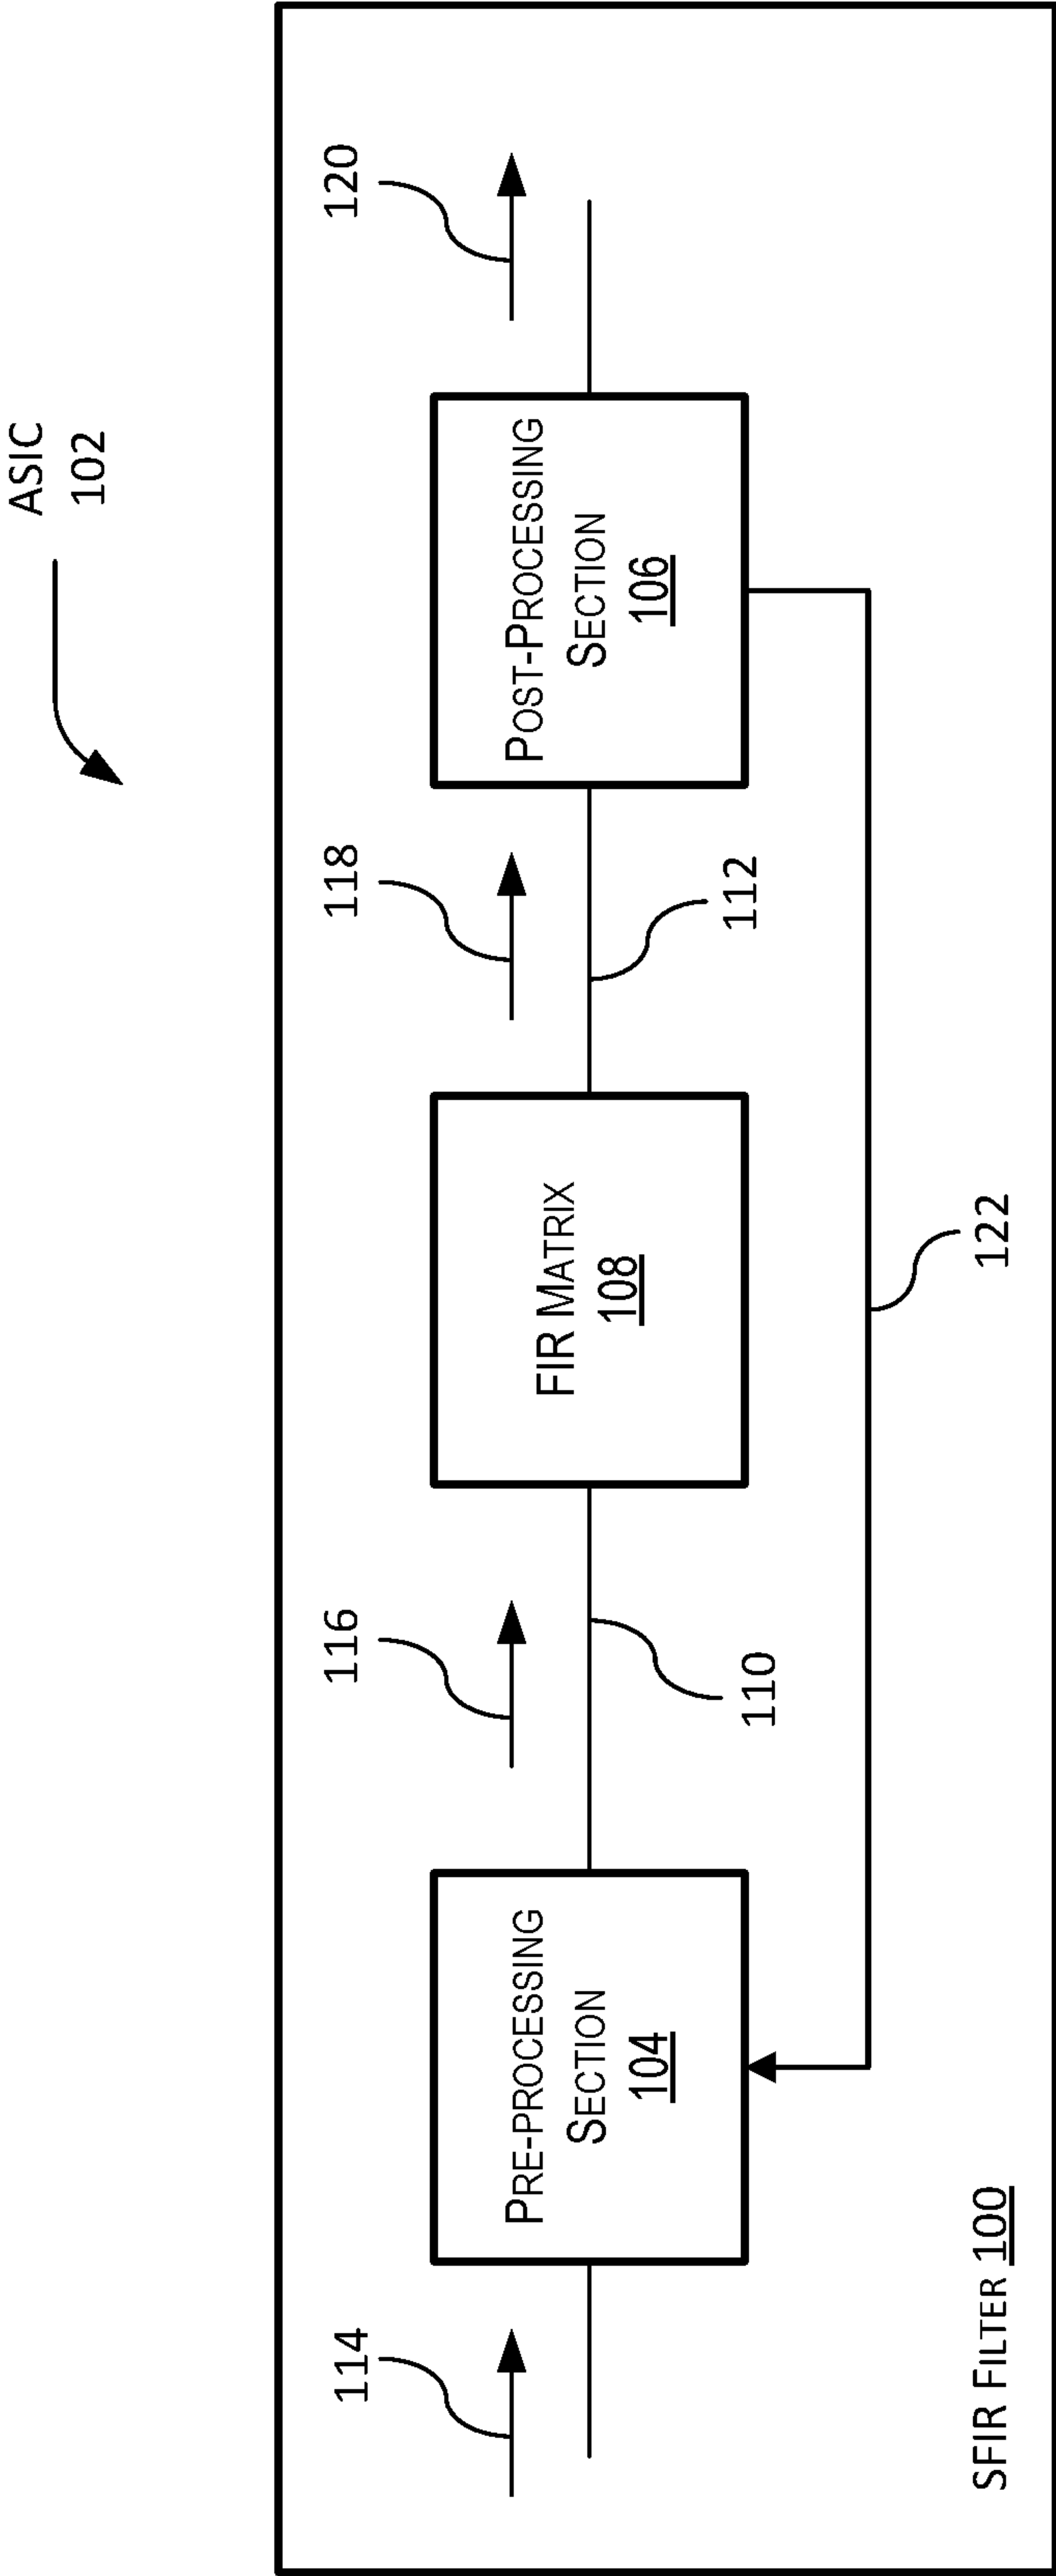 ASIC
102
114
116
118
120
PRE-PROCESSING
SECTION
104
FIR MATRIX
108
POST-PROCESSING
SECTION
106
110
112
122
SFIR FILTER 100